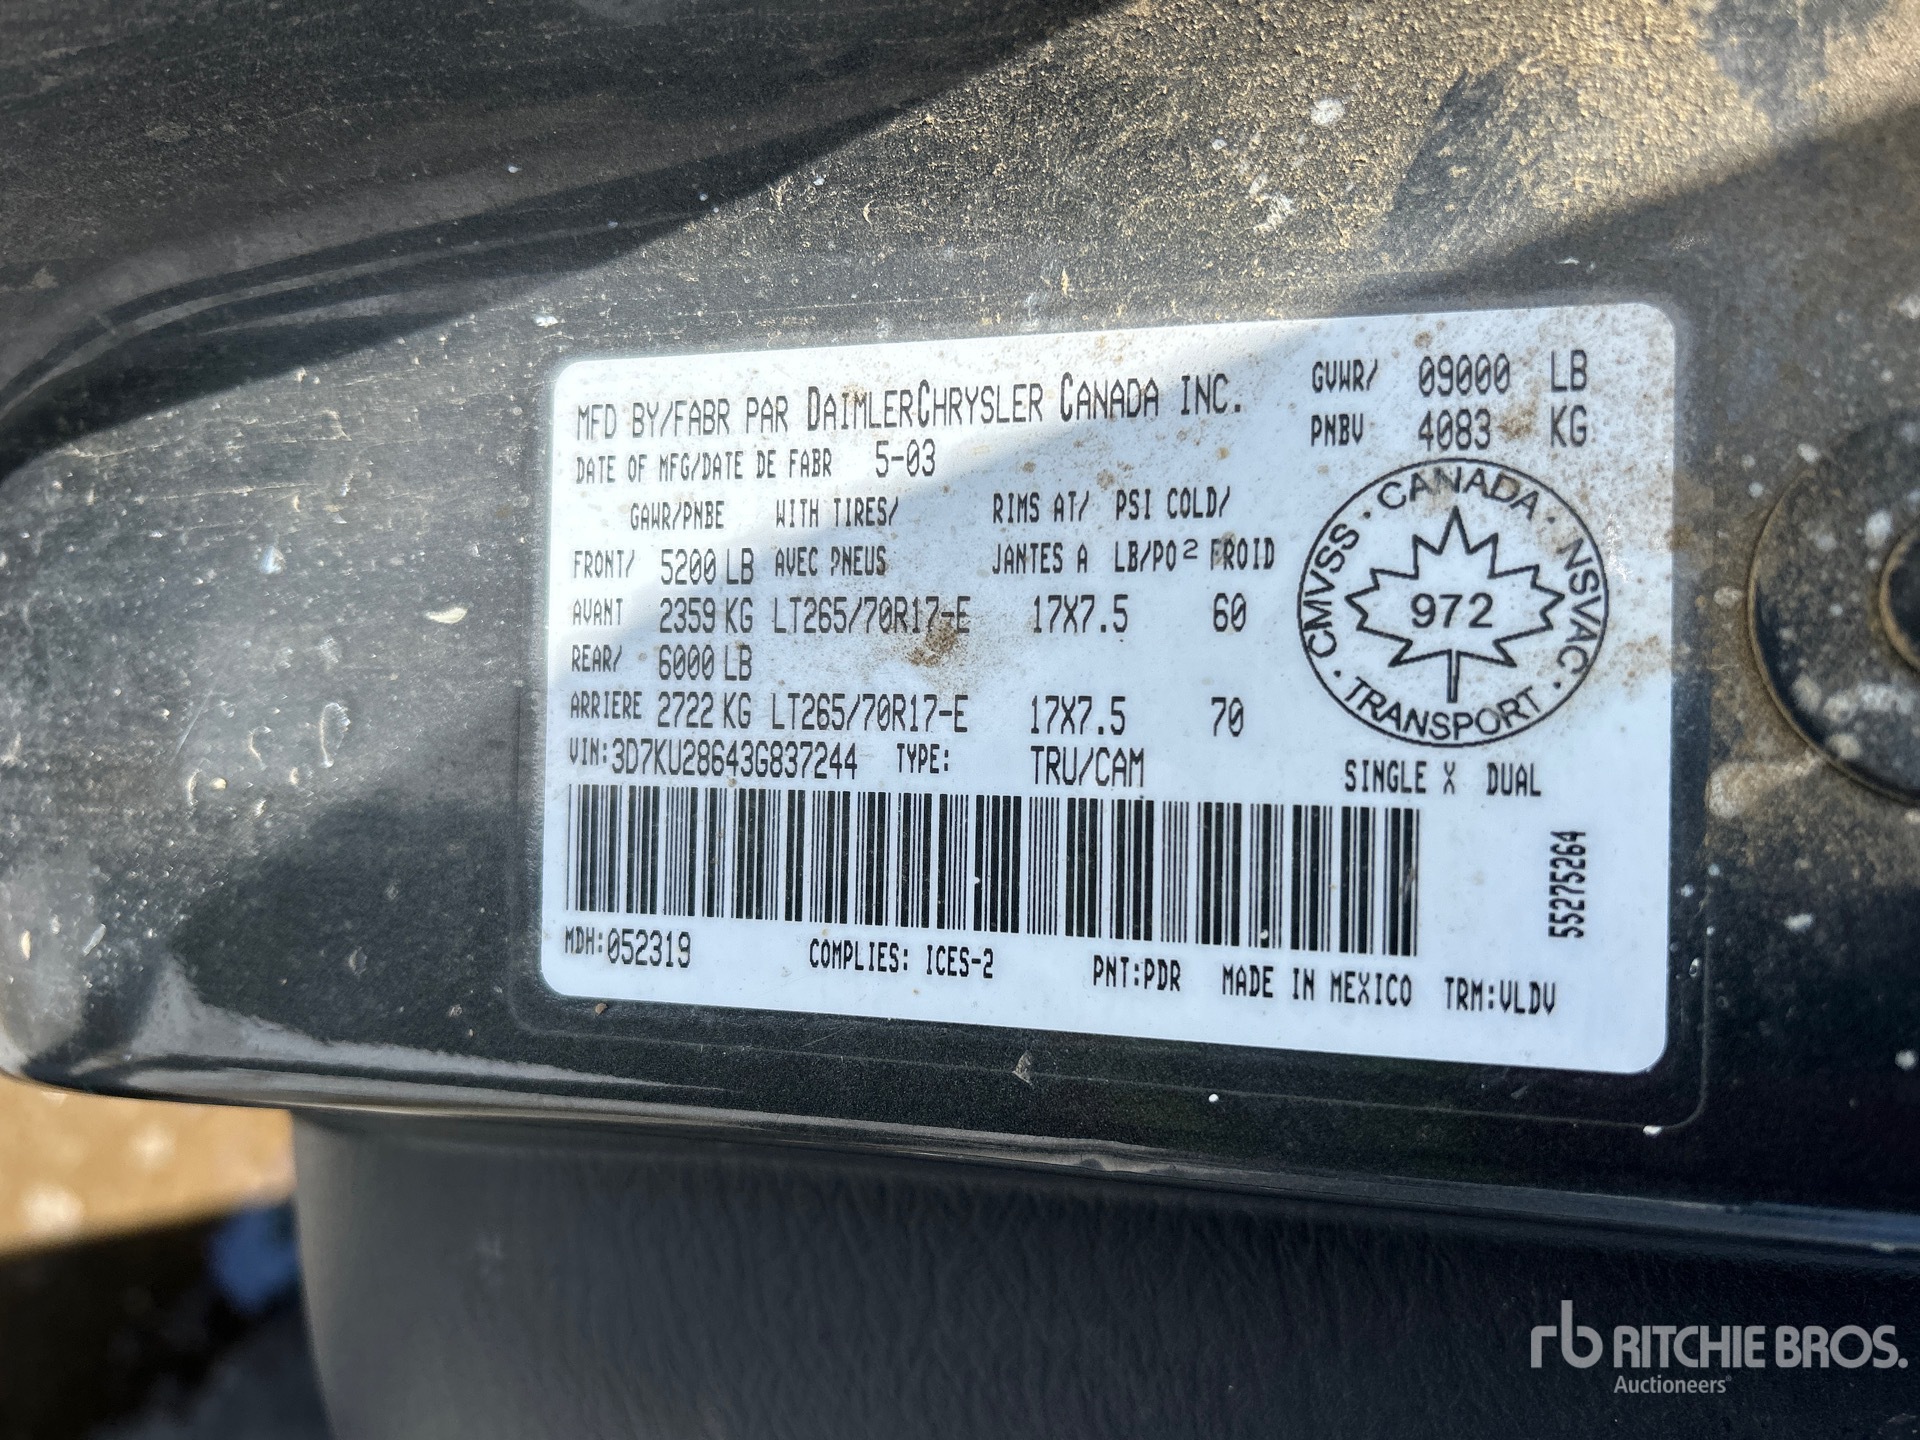 MFD BY/FABR PAR DAIMLERCHRYSLER CANADA INC.
GVWR/ 09000 LB
PNBV 4083 KG
DATE OF MFG/DATE DE FABR 5-03
GAWR/PNBE WITH TIRES/ RIMS AT/ PSI COLD/
FRONT/ 5200 LB AVEC PNEUS JANTES A LB/PO² FROID
AVANT 2359 KG LT265/70R17-E 17X7.5 60
REAR/ 6000 LB
ARRIERE 2722 KG LT265/70R17-E 17X7.5 70
CMVSS · CANADA · NSVAC · TRANSPORT ·
972
VIN:3D7KU28643G837244 TYPE: TRU/CAM SINGLE X DUAL
55275264
MDH:052319 COMPLIES: ICES-2 PNT:PDR MADE IN MEXICO TRM:VLDV
rb RITCHIE BROS.
Auctioneers